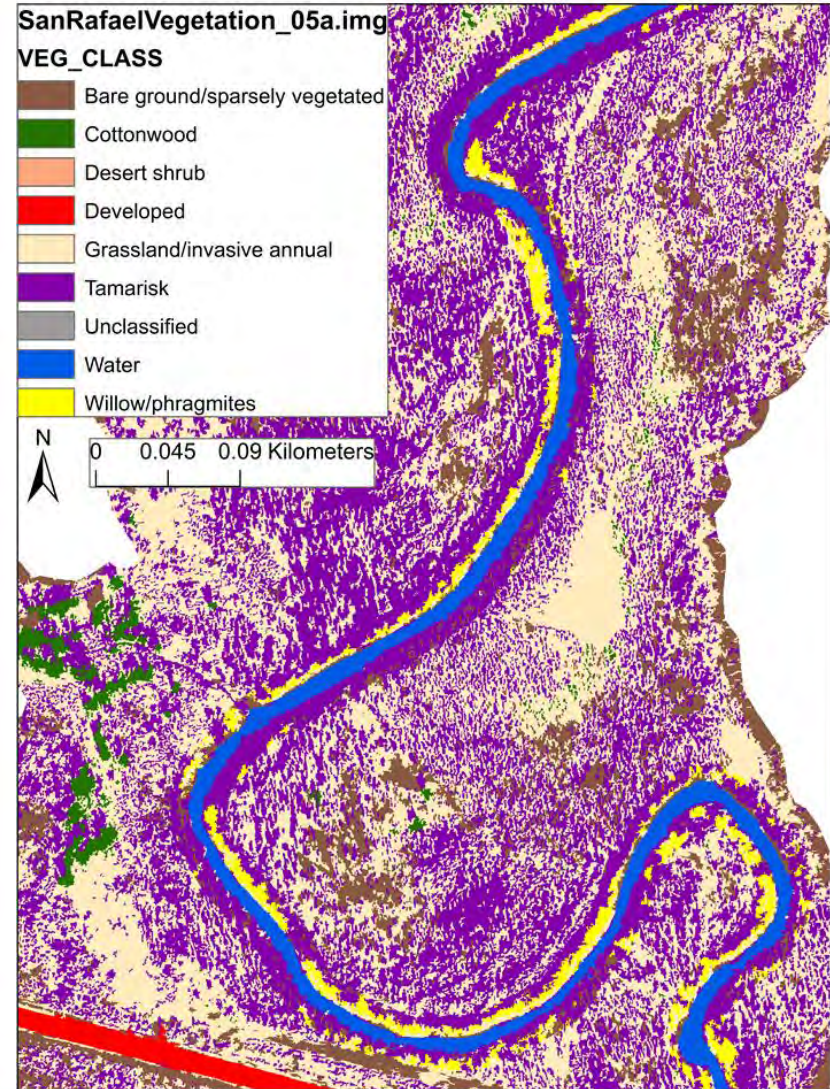 SanRafaelVegetation_05a.img
VEG_CLASS
Bare ground/sparsely vegetated
Cottonwood
Desert shrub
Developed
Grassland/invasive annual
Tamarisk
Unclassified
Water
Willow/phragmites
N
0 0.045 0.09 Kilometers